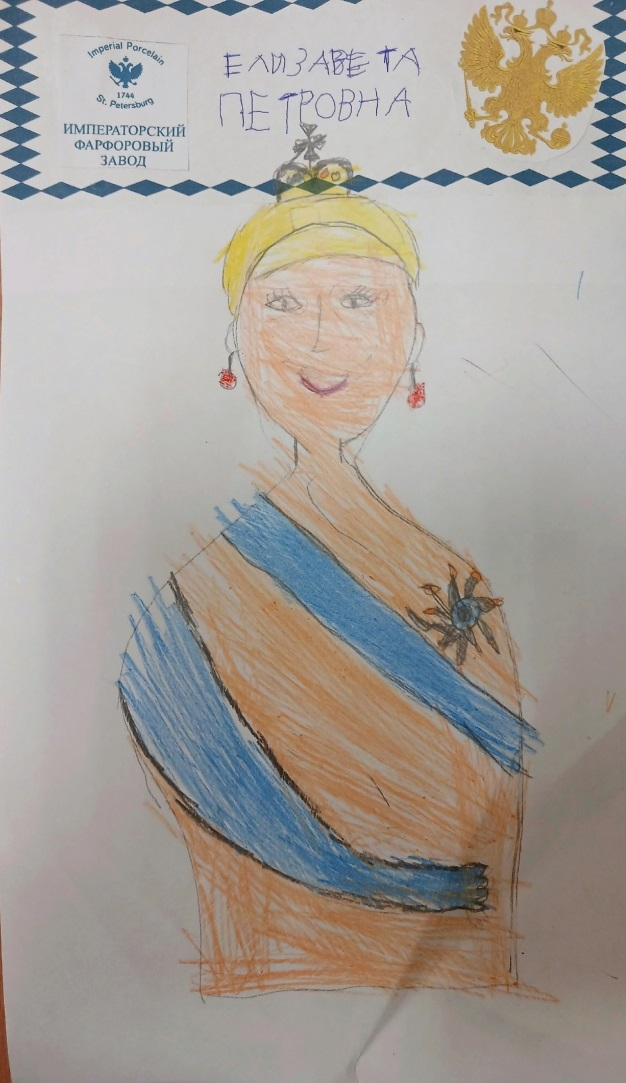 Imperial Porcelain
1744
St. Petersburg
ИМПЕРАТОРСКИЙ
ФАРФОРОВЫЙ
ЗАВОД
ЕЛИЗАВЕТА
ПЕТРОВНА